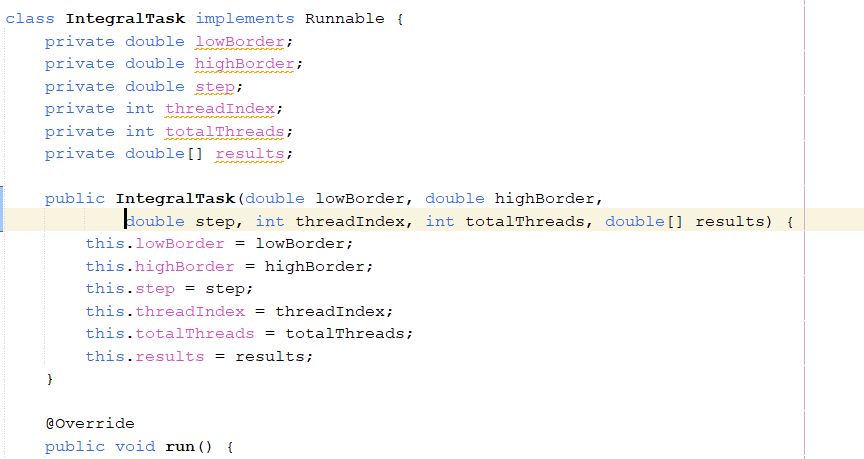 class IntegralTask implements Runnable {
    private double lowBorder;
    private double highBorder;
    private double step;
    private int threadIndex;
    private int totalThreads;
    private double[] results;

    public IntegralTask(double lowBorder, double highBorder,
            double step, int threadIndex, int totalThreads, double[] results) {
        this.lowBorder = lowBorder;
        this.highBorder = highBorder;
        this.step = step;
        this.threadIndex = threadIndex;
        this.totalThreads = totalThreads;
        this.results = results;
    }

    @Override
    public void run() {